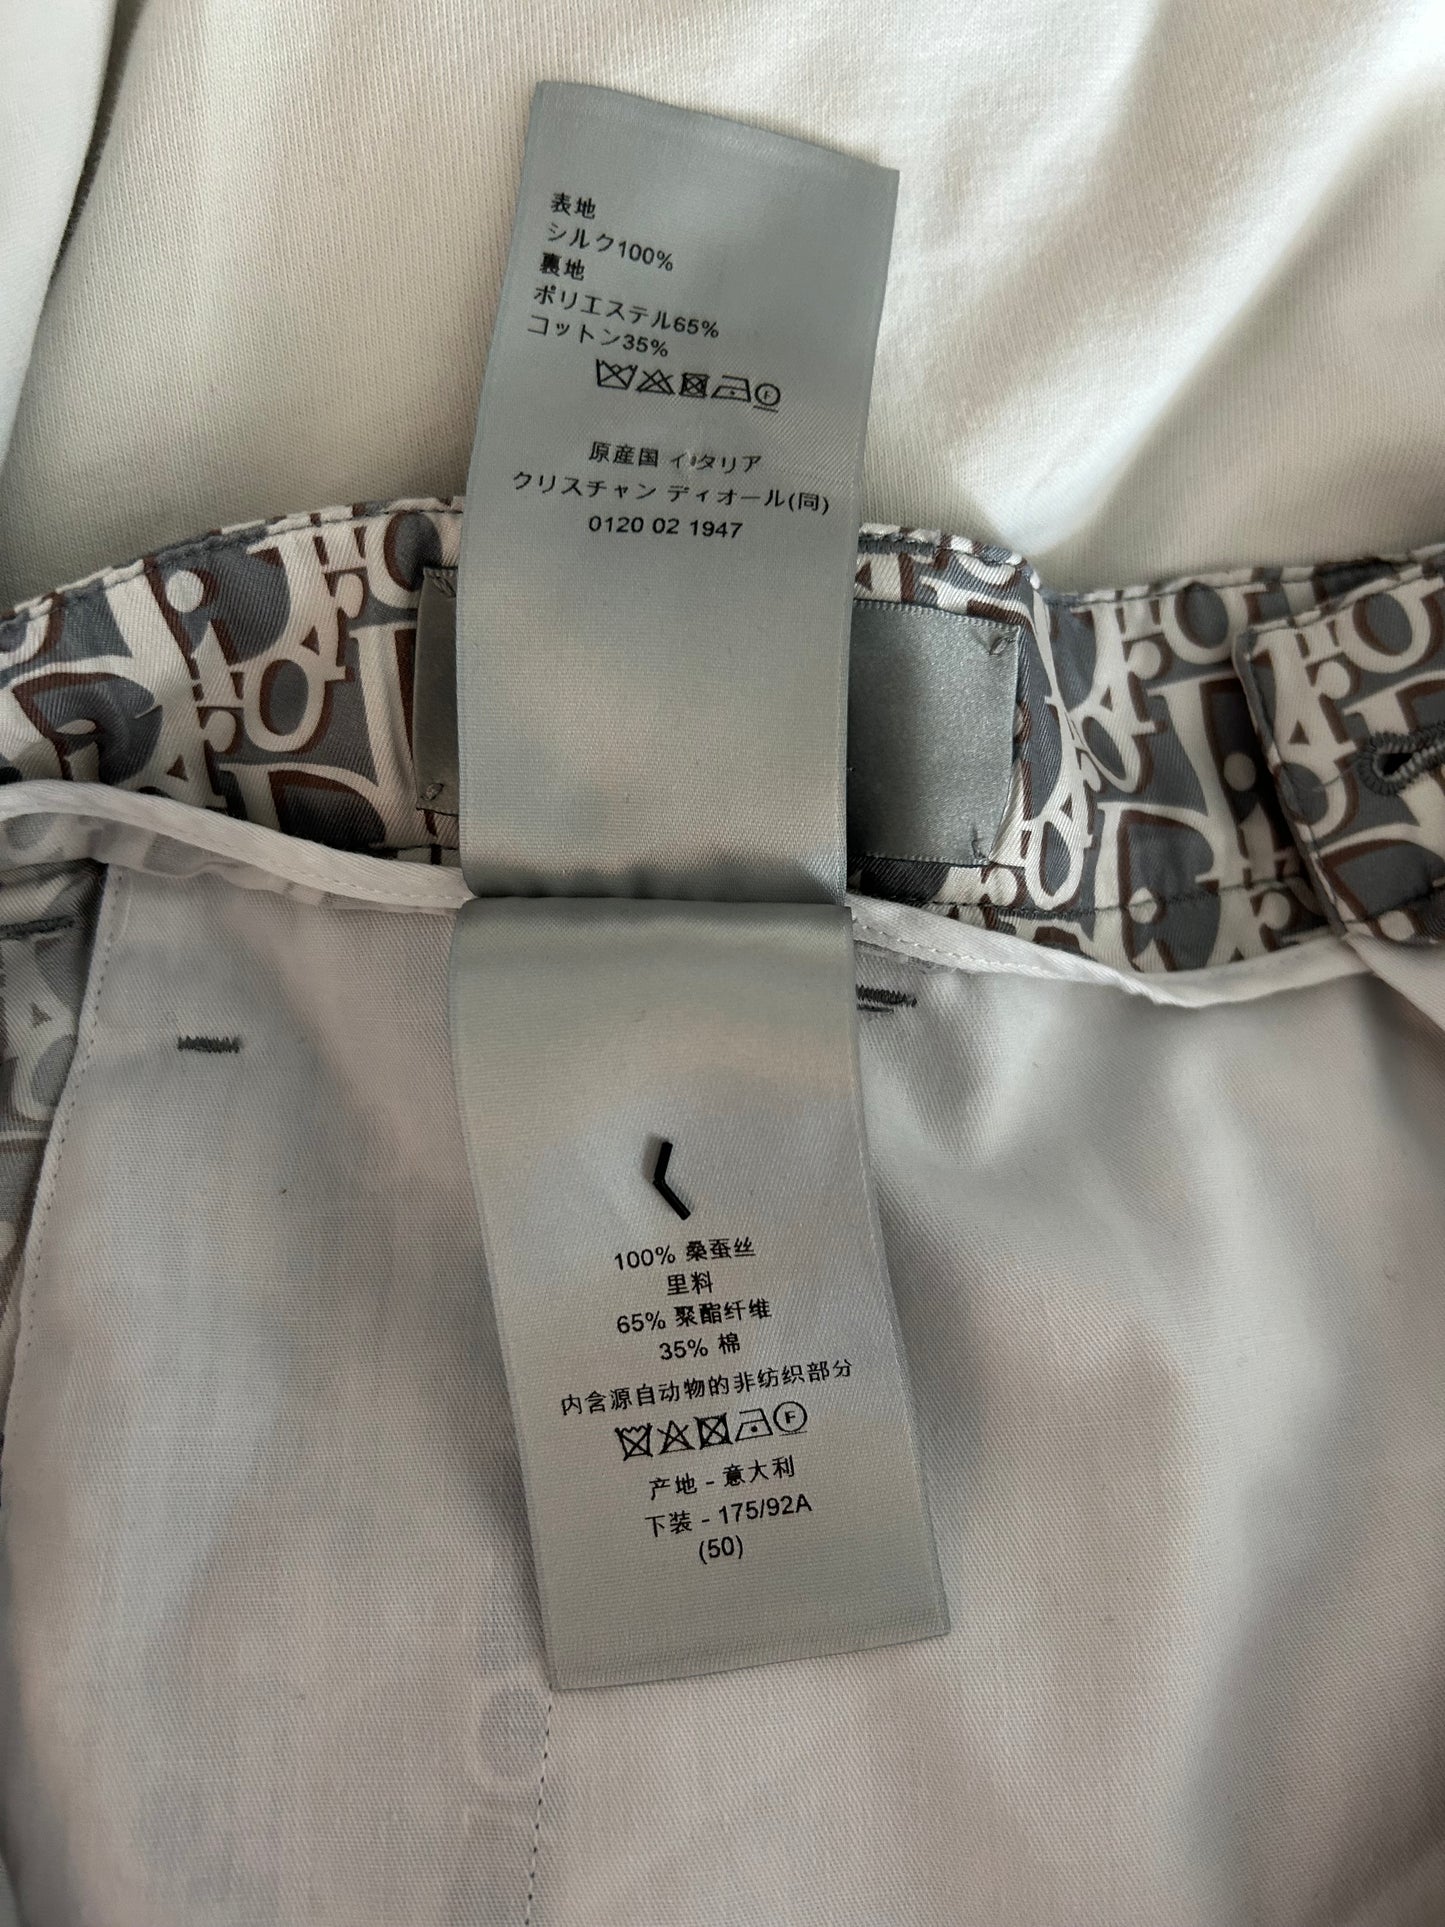 表地
シルク100%
裏地
ポリエステル65%
コットン35%
F
原産国 イタリア
クリスチャン ディオール(同)
0120 02 1947
100% 桑蚕丝
里料
65% 聚酯纤维
35% 棉
内含源自动物的非纺织部分
F
产地 - 意大利
下装 - 175/92A
(50)